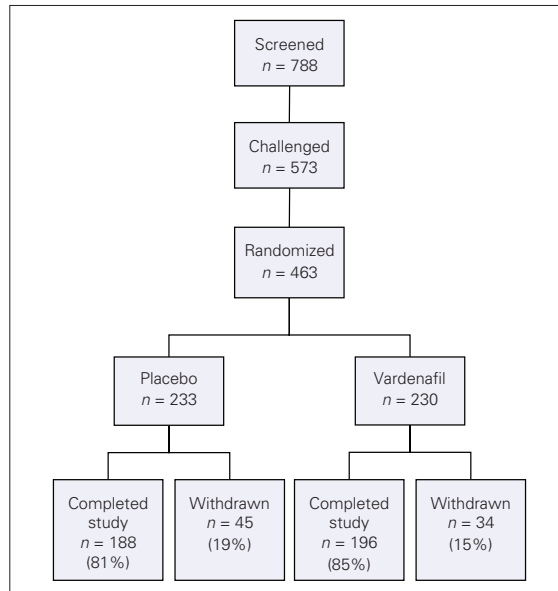 Screened
n = 788
Challenged
n = 573
Randomized
n = 463
Placebo
n = 233
Vardenafil
n = 230
Completed
study
n = 188
(81%)
Withdrawn
n = 45
(19%)
Completed
study
n = 196
(85%)
Withdrawn
n = 34
(15%)